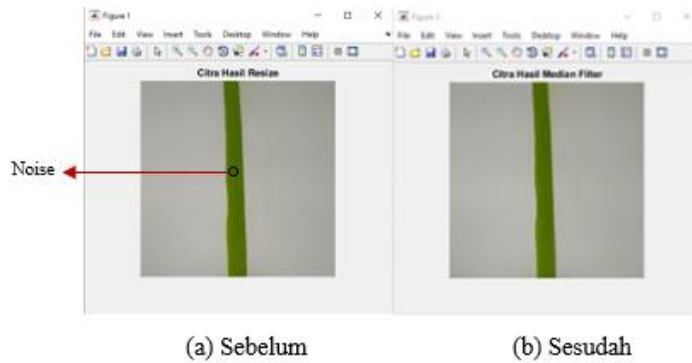 Figure 1
File Edit View Insert Tools Desktop Window Help
Citra Hasil Resize
Noise
(a) Sebelum
Figure
File Edit View Insert Tools Desktop Window Help
Citra Hasil Median Filter
(b) Sesudah